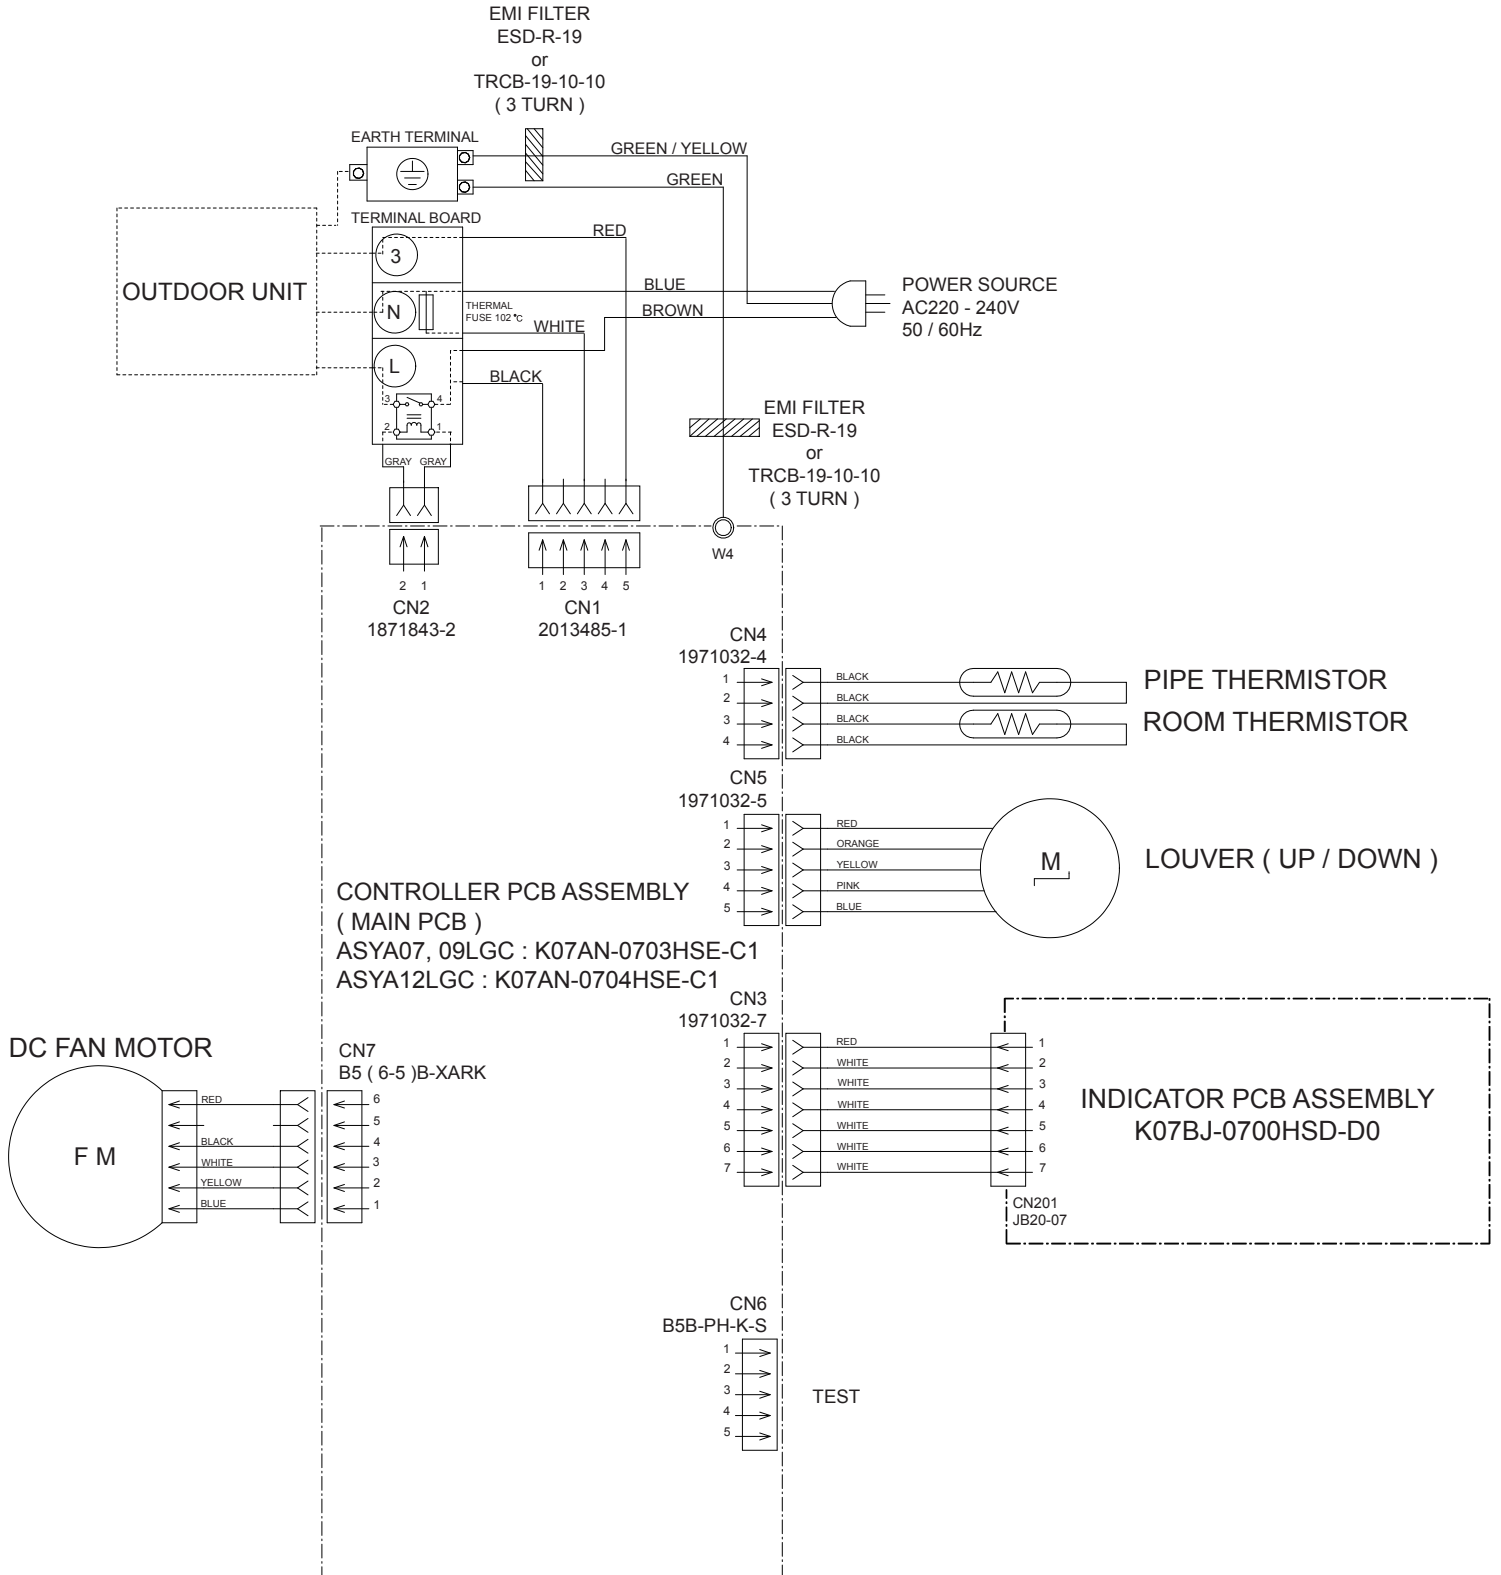 EMI FILTER
ESD-R-19
or
TRCB-19-10-10
( 3 TURN )
EARTH TERMINAL
GREEN / YELLOW
GREEN
TERMINAL BOARD
RED
3
OUTDOOR UNIT
BLUE
POWER SOURCE
AC220 - 240V
50 / 60Hz
N
THERMAL
FUSE 102 °C
BROWN
WHITE
L
BLACK
3 4
2 1
GRAY GRAY
EMI FILTER
ESD-R-19
or
TRCB-19-10-10
( 3 TURN )
W4
2 1
CN2
1871843-2
1 2 3 4 5
CN1
2013485-1
CN4
1971032-4
1 BLACK
2 BLACK
3 BLACK
4 BLACK
PIPE THERMISTOR
ROOM THERMISTOR
CN5
1971032-5
1 RED
2 ORANGE
3 YELLOW
4 PINK
5 BLUE
M
LOUVER ( UP / DOWN )
CONTROLLER PCB ASSEMBLY
( MAIN PCB )
ASYA07, 09LGC : K07AN-0703HSE-C1
ASYA12LGC : K07AN-0704HSE-C1
CN3
1971032-7
1 RED 1
2 WHITE 2
3 WHITE 3
4 WHITE 4
5 WHITE 5
6 WHITE 6
7 WHITE 7
INDICATOR PCB ASSEMBLY
K07BJ-0700HSD-D0
CN201
JB20-07
DC FAN MOTOR
F M
CN7
B5 ( 6-5 )B-XARK
RED 6
5
BLACK 4
WHITE 3
YELLOW 2
BLUE 1
CN6
B5B-PH-K-S
1
2
3
4
5
TEST